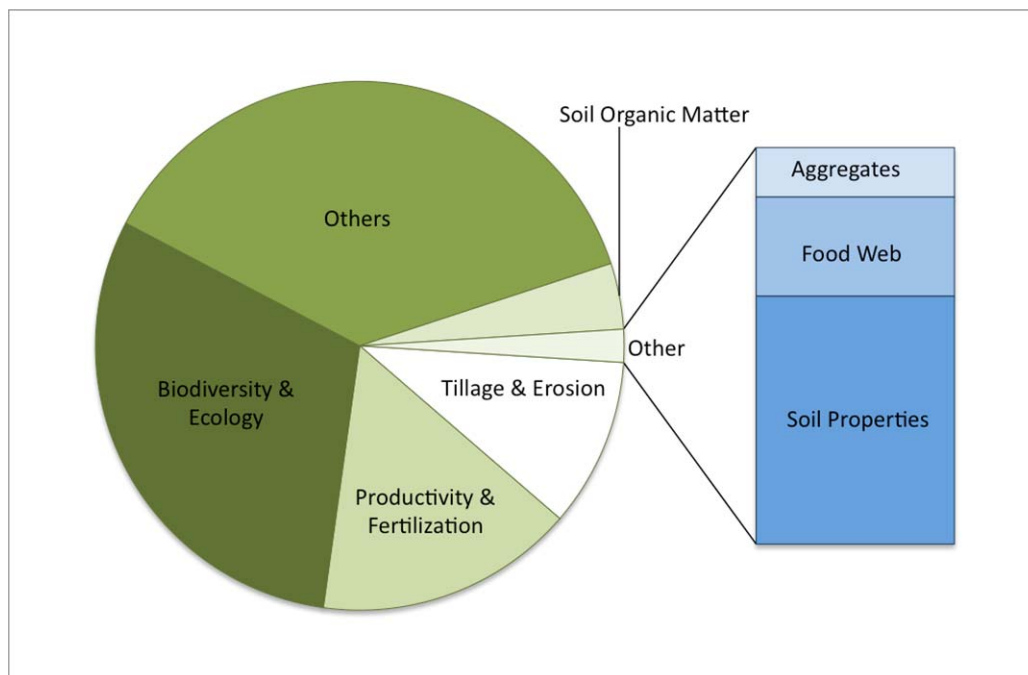 Soil Organic Matter
Aggregates
Others
Food Web
Other
Biodiversity &
Ecology
Tillage & Erosion
Soil Properties
Productivity &
Fertilization